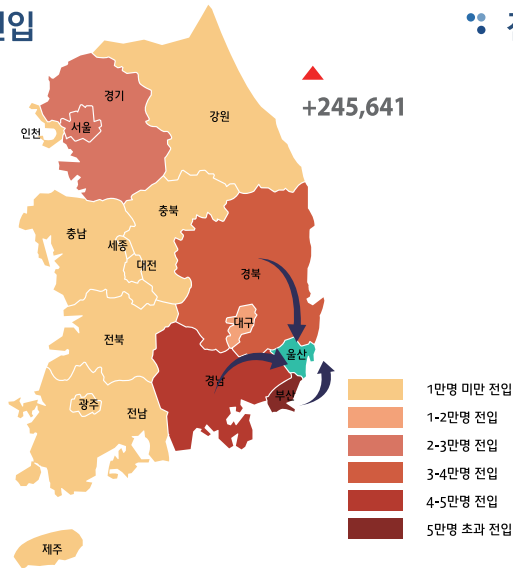 전입
+245,641
경기
강원
인천
서울
충북
충남
세종
대전
경북
대구
전북
울산
경남
부산
광주
전남
제주
1만명 미만 전입
1-2만명 전입
2-3만명 전입
3-4만명 전입
4-5만명 전입
5만명 초과 전입